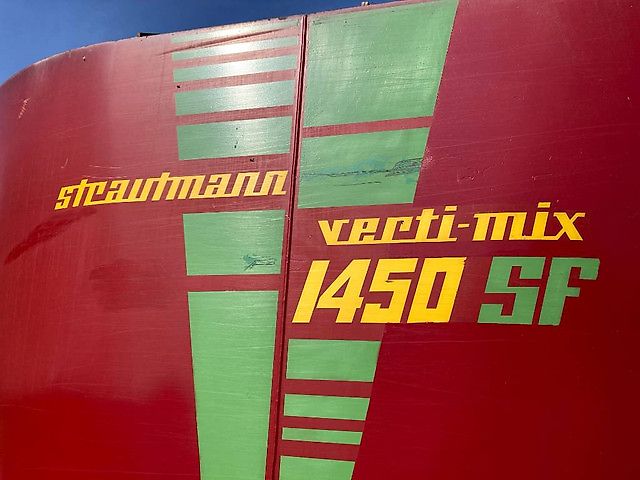 strautmann
verti-mix
1450 SF